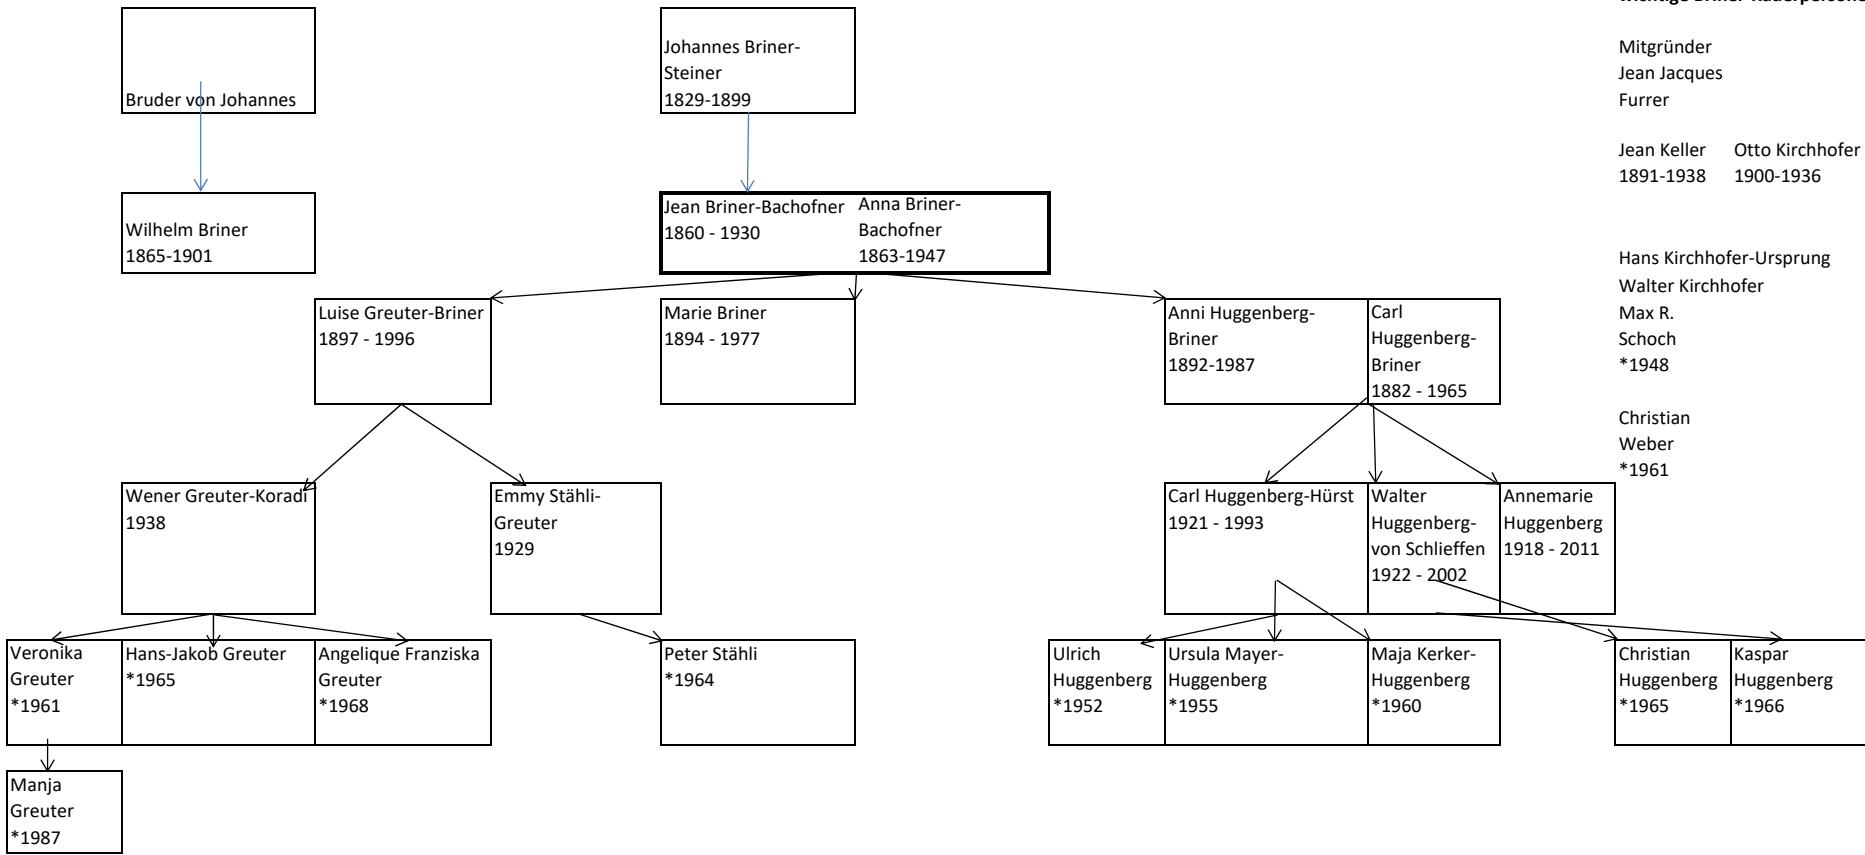 Bruder von Johannes
Johannes Briner-
Steiner
1829-1899
Mitgründer
Jean Jacques
Furrer
Jean Keller
1891-1938
Otto Kirchhofer
1900-1936
Wilhelm Briner
1865-1901
Jean Briner-Bachofner
1860 - 1930
Anna Briner-
Bachofner
1863-1947
Hans Kirchhofer-Ursprung
Walter Kirchhofer
Max R.
Schoch
*1948
Christian
Weber
*1961
Luise Greuter-Briner
1897 - 1996
Marie Briner
1894 - 1977
Anni Huggenberg-
Briner
1892-1987
Carl
Huggenberg-
Briner
1882 - 1965
Wener Greuter-Koradi
1938
Emmy Stähli-
Greuter
1929
Carl Huggenberg-Hürst
1921 - 1993
Walter
Huggenberg-
von Schlieffen
1922 - 2002
Annemarie
Huggenberg
1918 - 2011
Veronika
Greuter
*1961
Hans-Jakob Greuter
*1965
Angelique Franziska
Greuter
*1968
Peter Stähli
*1964
Ulrich
Huggenberg
*1952
Ursula Mayer-
Huggenberg
*1955
Maja Kerker-
Huggenberg
*1960
Christian
Huggenberg
*1965
Kaspar
Huggenberg
*1966
Manja
Greuter
*1987